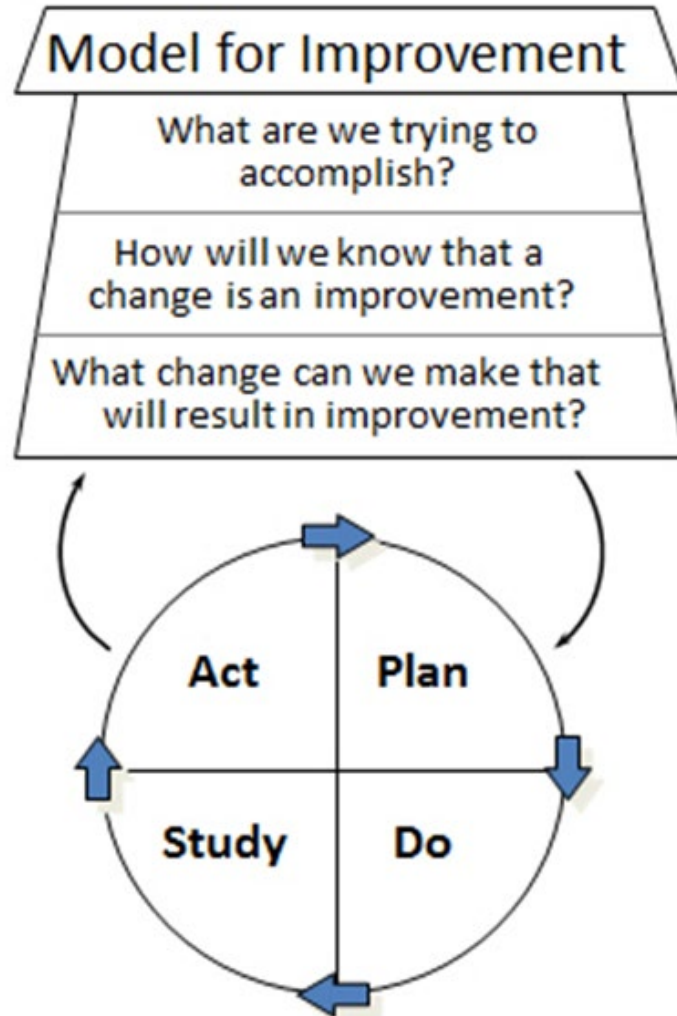 Model for Improvement
What are we trying to
accomplish?
How will we know that a
change is an improvement?
What change can we make that
will result in improvement?
Act
Plan
Study
Do